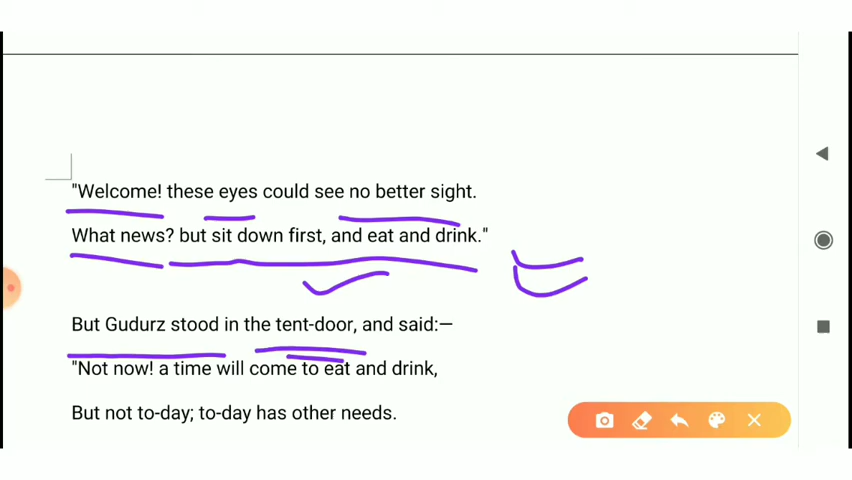 "Welcome! these eyes could see no better sight.
What news? but sit down first, and eat and drink."
But Gudurz stood in the tent-door, and said:—
"Not now! a time will come to eat and drink,
But not to-day; to-day has other needs.